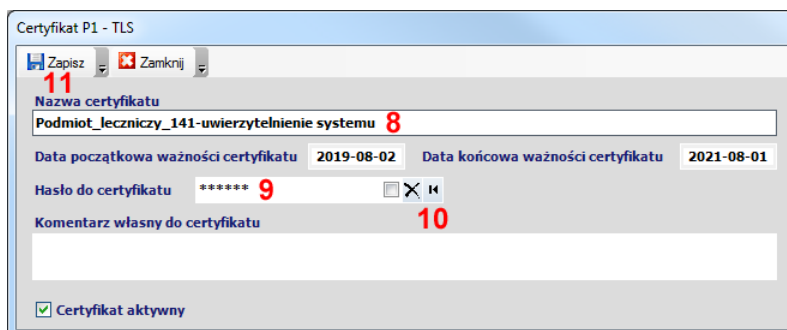 Certyfikat P1 - TLS
Zapisz Zamknij
11
Nazwa certyfikatu
Podmiot_leczniczy_141-uwierzytelnienie systemu 8
Data początkowa ważności certyfikatu 2019-08-02 Data końcowa ważności certyfikatu 2021-08-01
Hasło do certyfikatu ****** 9
10
Komentarz własny do certyfikatu
Certyfikat aktywny